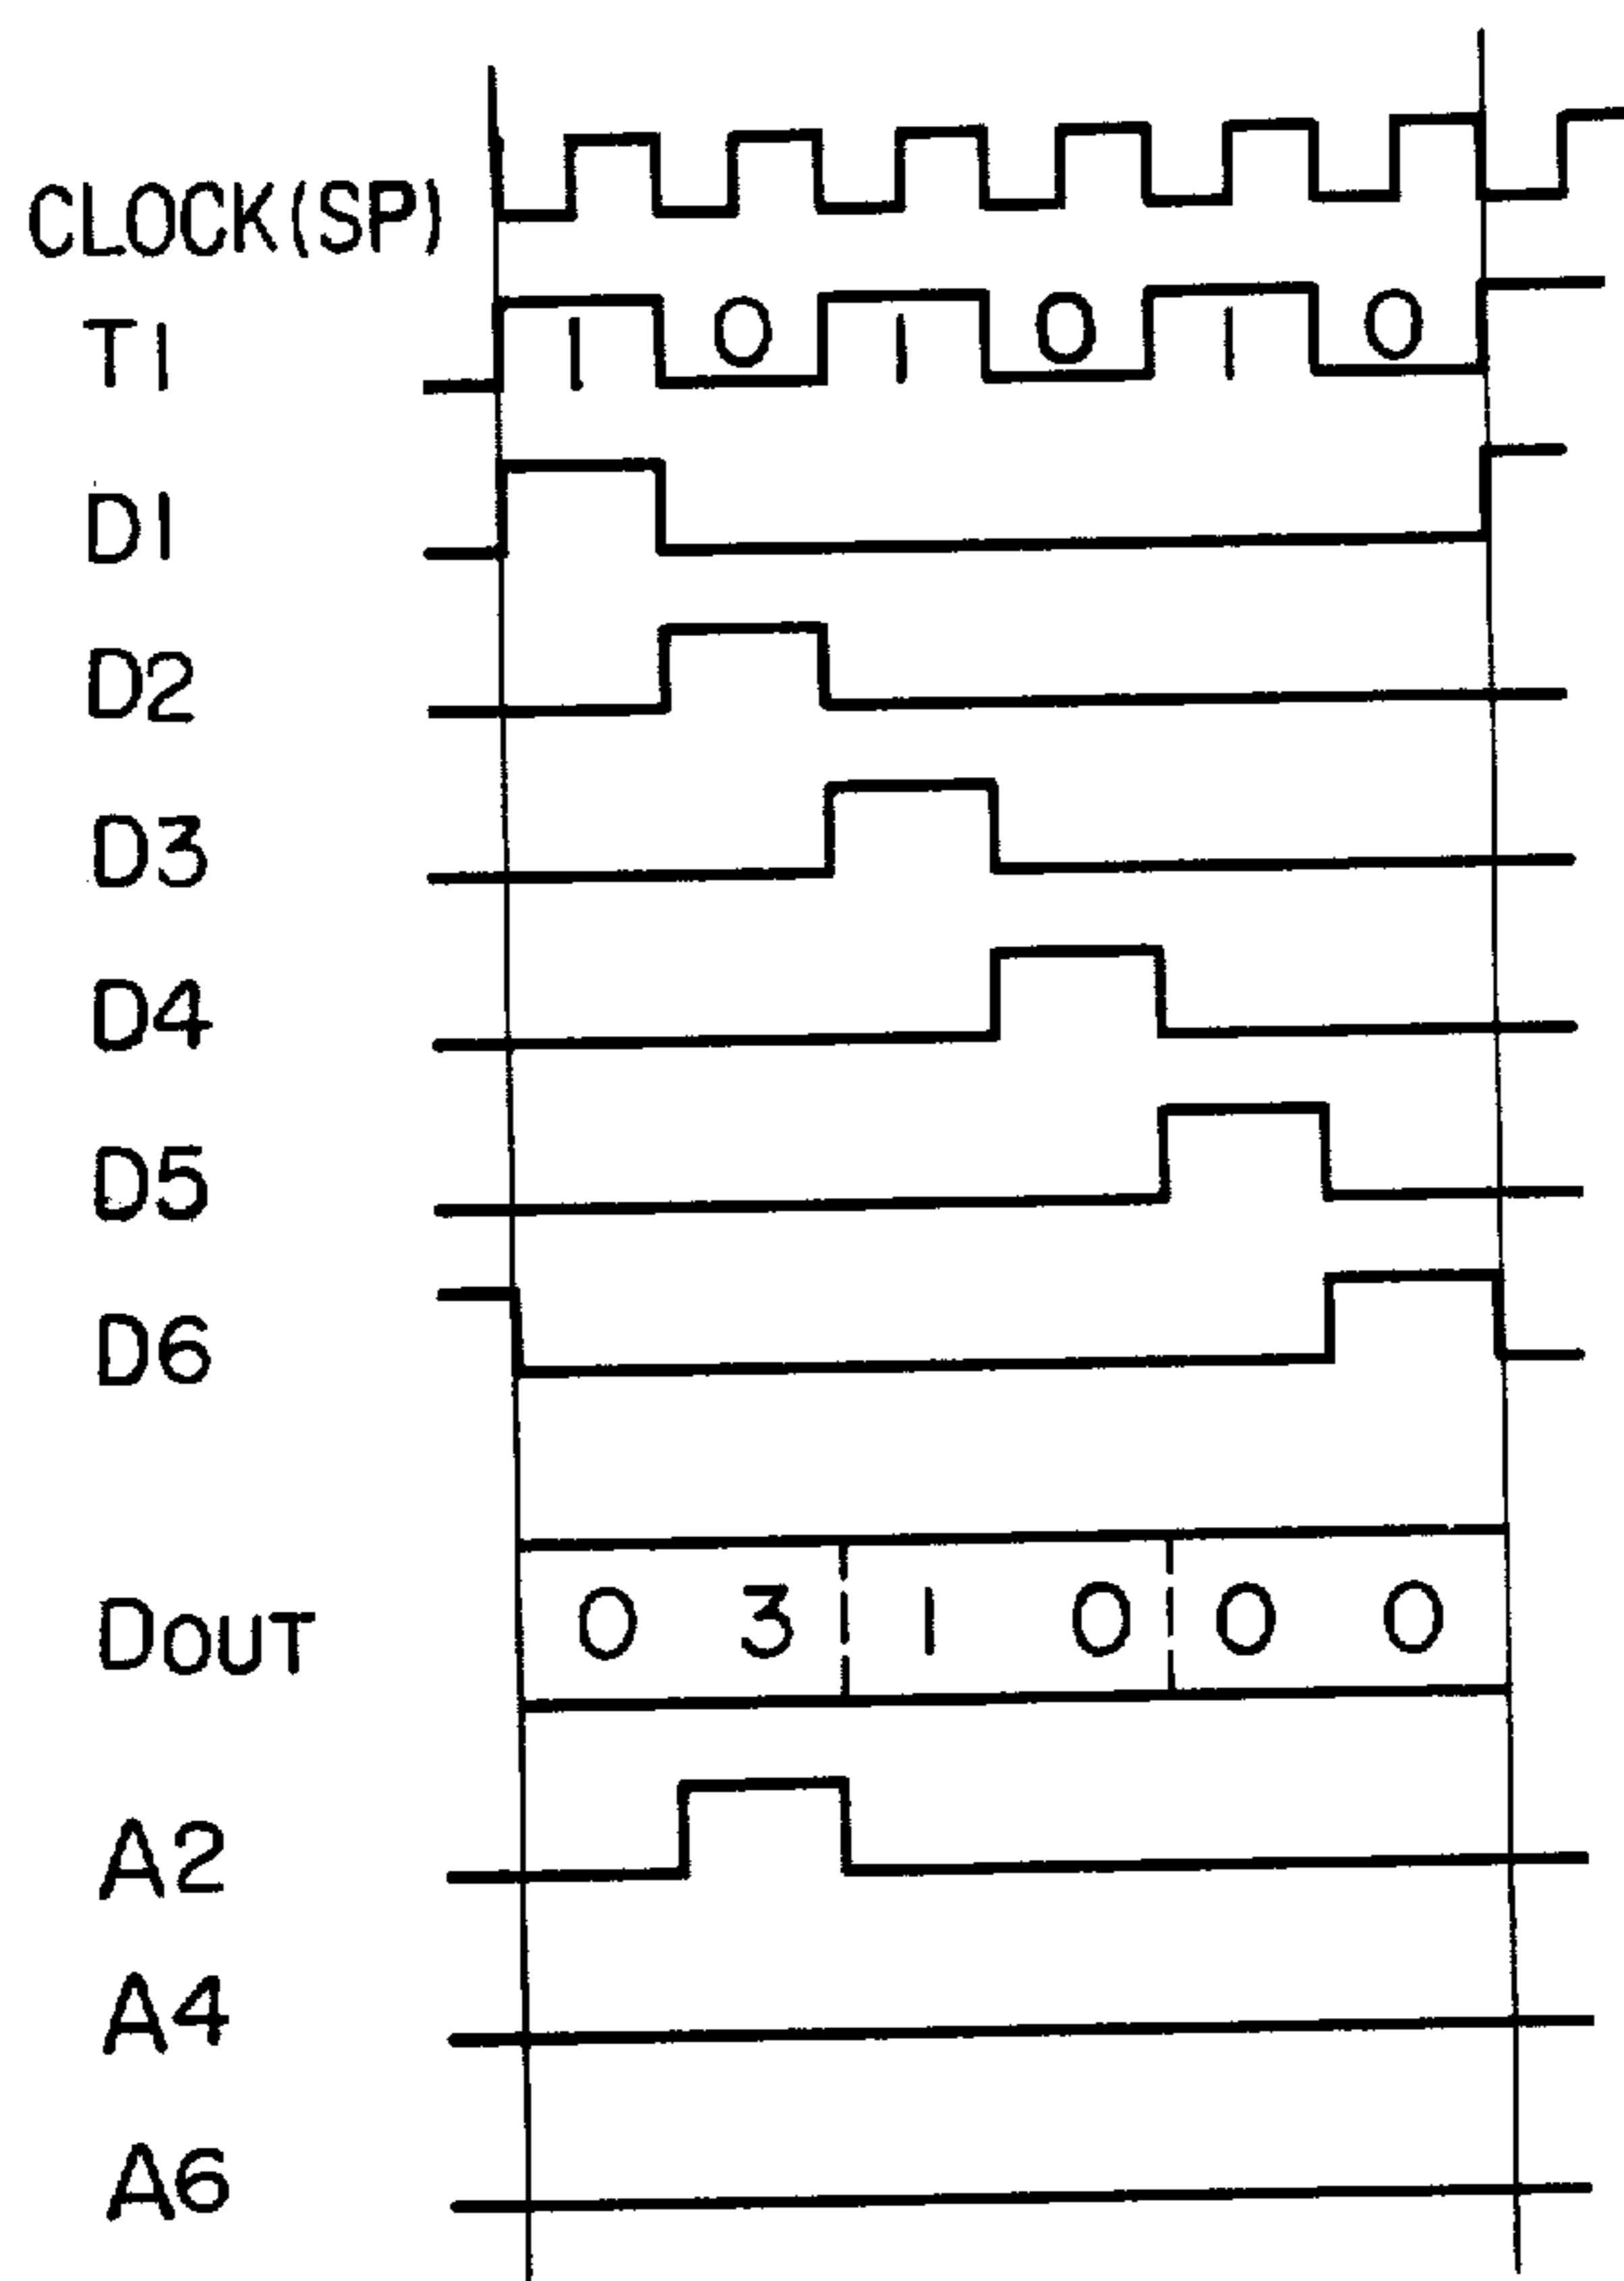 CLOCK(SP)
T1 1 0 1 0 1 0
D1
D2
D3
D4
D5
D6
DOUT 0 3 1 0 0 0
A2
A4
A6